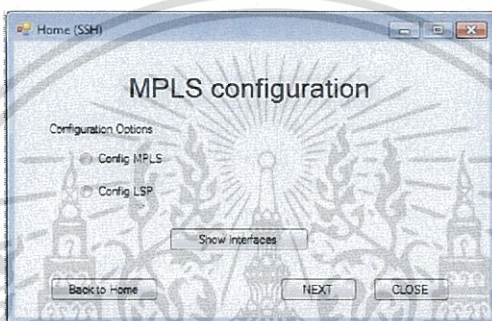 Home (SSH)
MPLS configuration
Configuration Options
Config MPLS
Config LSP
Show Interfaces
Back to Home NEXT CLOSE